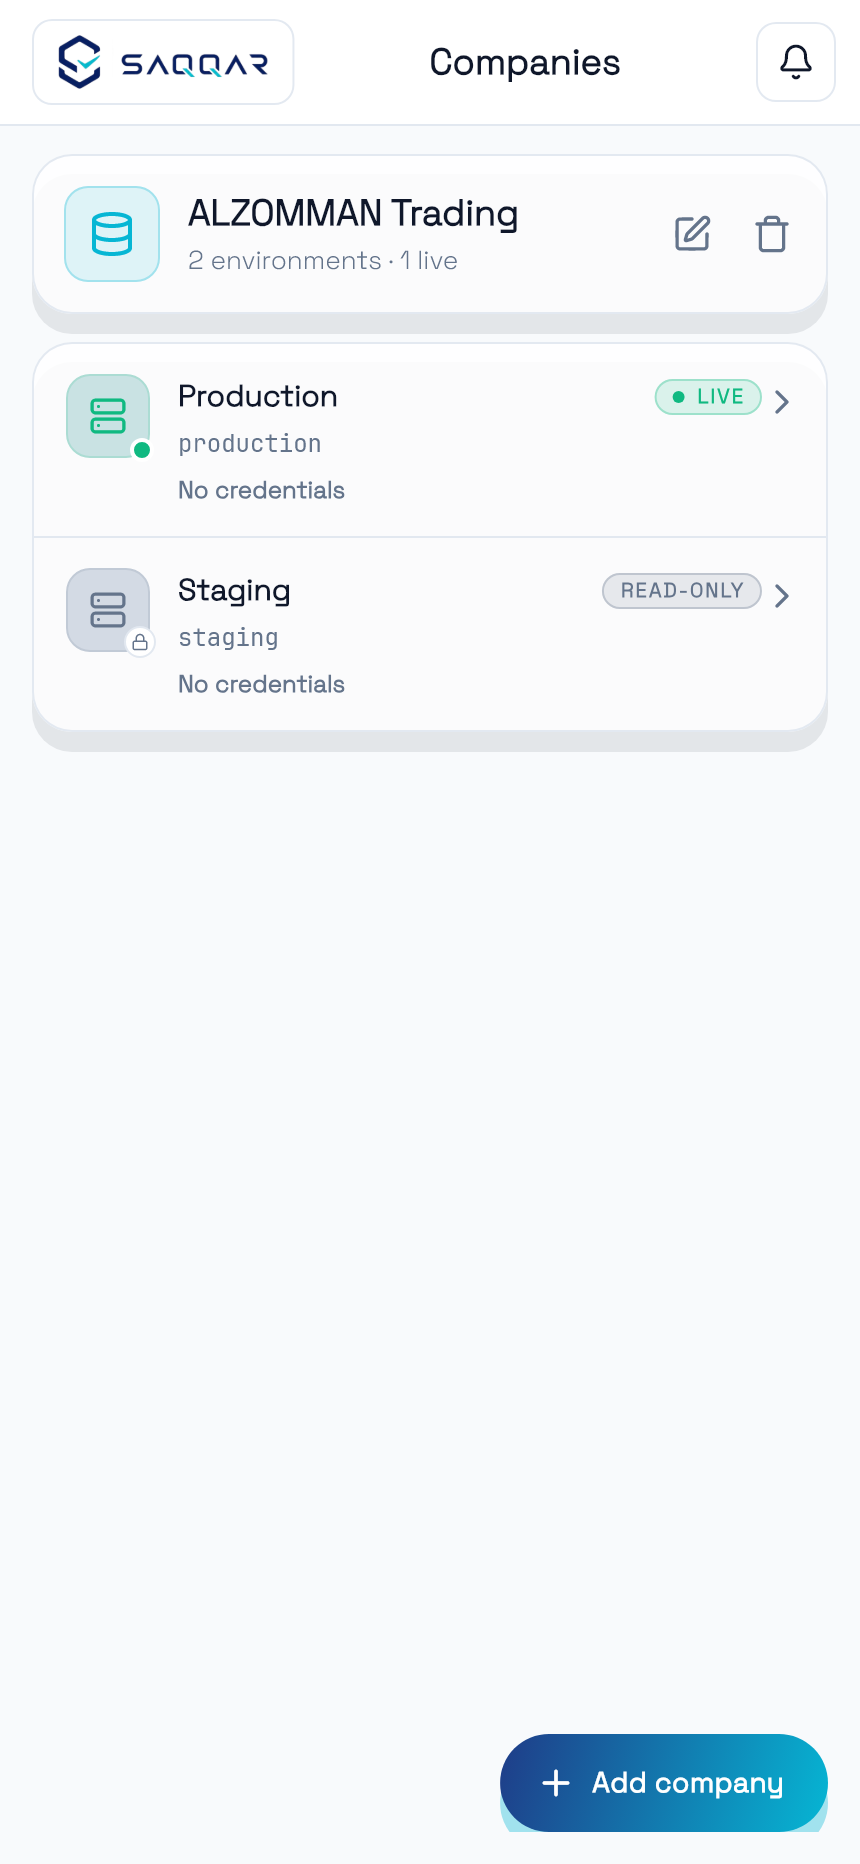 SAQQAR
Companies
ALZOMMAN Trading
2 environments · 1 live
Production
LIVE
production
No credentials
Staging
READ-ONLY
staging
No credentials
Add company